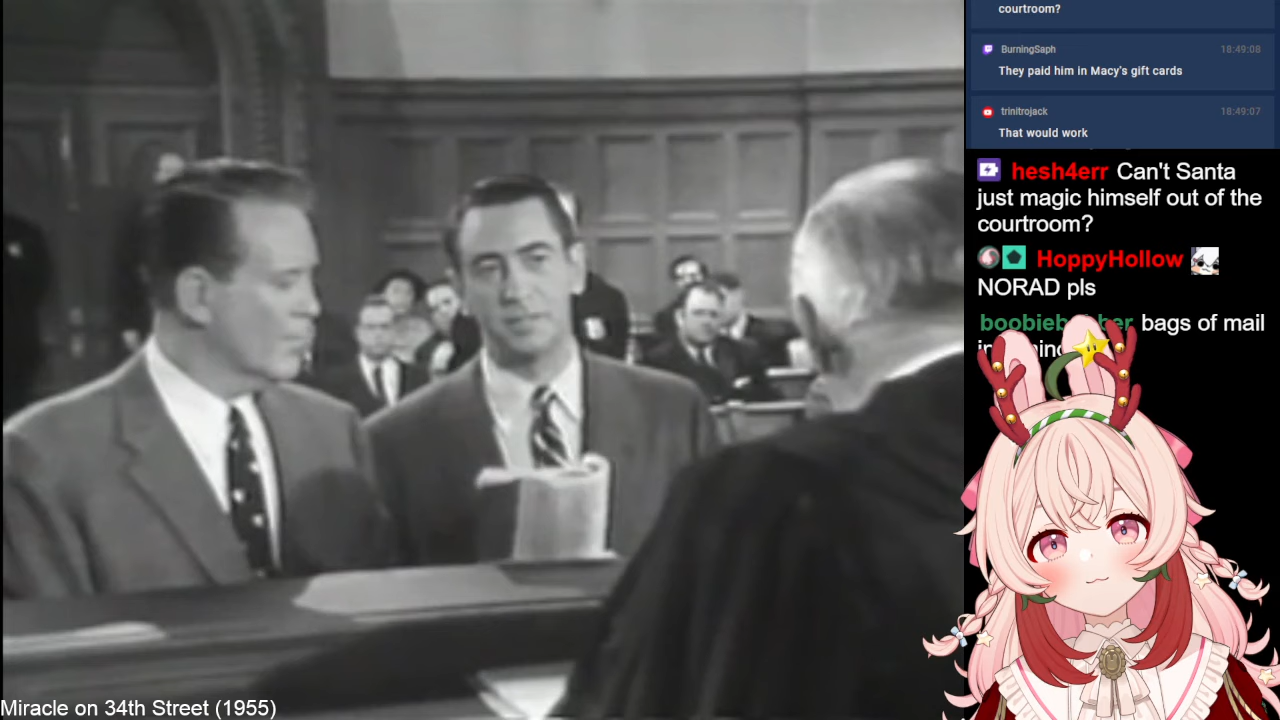 courtroom?
BurningSaph 18:49:08
They paid him in Macy's gift cards
trinitrojack 18:49:07
That would work
hesh4err Can't Santa
just magic himself out of the
courtroom?
HoppyHollow
NORAD pls
bags of mail
Miracle on 34th Street (1955)